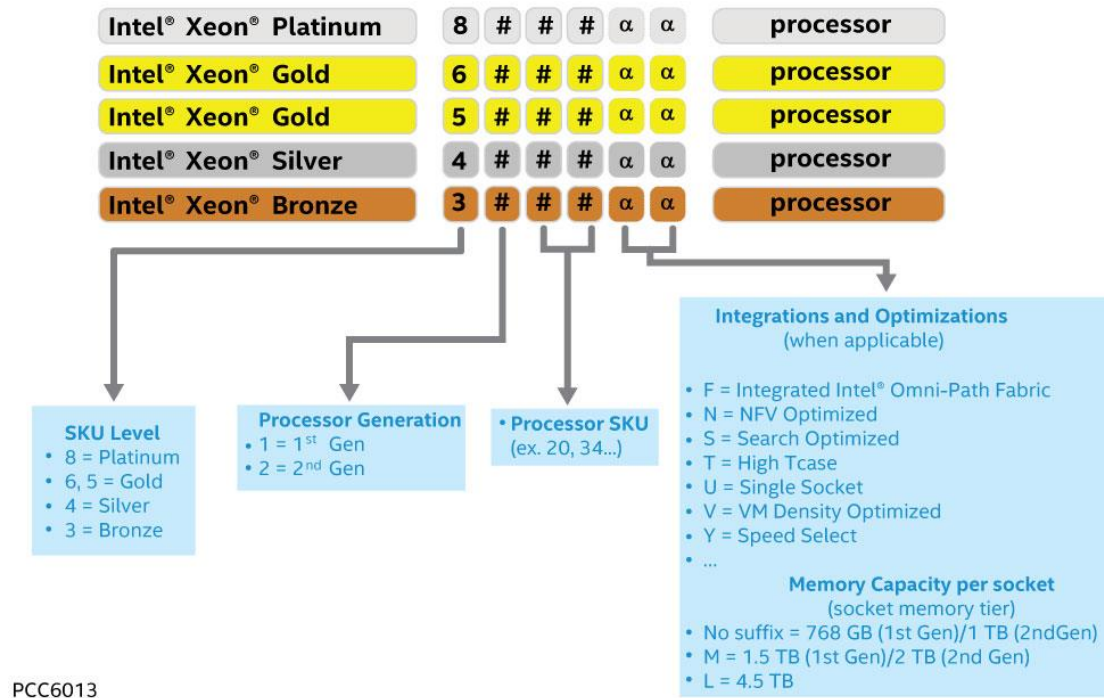 Intel® Xeon® Platinum 8 # # # α α processor
Intel® Xeon® Gold 6 # # # α α processor
Intel® Xeon® Gold 5 # # # α α processor
Intel® Xeon® Silver 4 # # # α α processor
Intel® Xeon® Bronze 3 # # # α α processor
SKU Level
• 8 = Platinum
• 6, 5 = Gold
• 4 = Silver
• 3 = Bronze
Processor Generation
• 1 = 1st Gen
• 2 = 2nd Gen
• Processor SKU
(ex. 20, 34...)
Integrations and Optimizations
(when applicable)
• F = Integrated Intel® Omni-Path Fabric
• N = NFV Optimized
• S = Search Optimized
• T = High Tcase
• U = Single Socket
• V = VM Density Optimized
• Y = Speed Select
• ...
Memory Capacity per socket
(socket memory tier)
• No suffix = 768 GB (1st Gen)/1 TB (2ndGen)
• M = 1.5 TB (1st Gen)/2 TB (2nd Gen)
• L = 4.5 TB
PCC6013